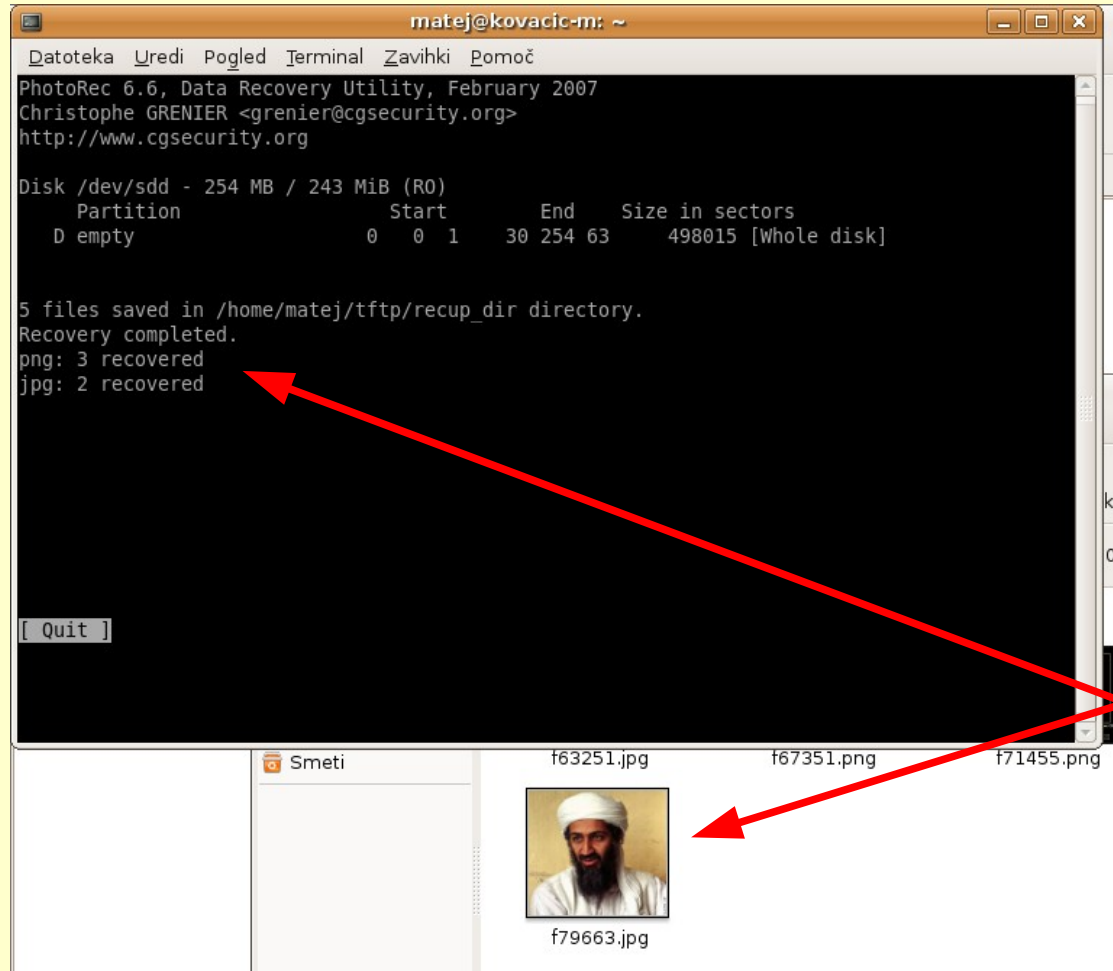 matej@kovacic-m: ~
Datoteka Uredi Pogled Terminal Zavihki Pomoč
PhotoRec 6.6, Data Recovery Utility, February 2007
Christophe GRENIER <grenier@cgsecurity.org>
http://www.cgsecurity.org
Disk /dev/sdd - 254 MB / 243 MiB (RO)
Partition Start End Size in sectors
D empty 0 0 1 30 254 63 498015 [Whole disk]
5 files saved in /home/matej/tftp/recup_dir directory.
Recovery completed.
png: 3 recovered
jpg: 2 recovered
[ Quit ]
Smeti f63251.jpg f67351.png f71455.png
f79663.jpg